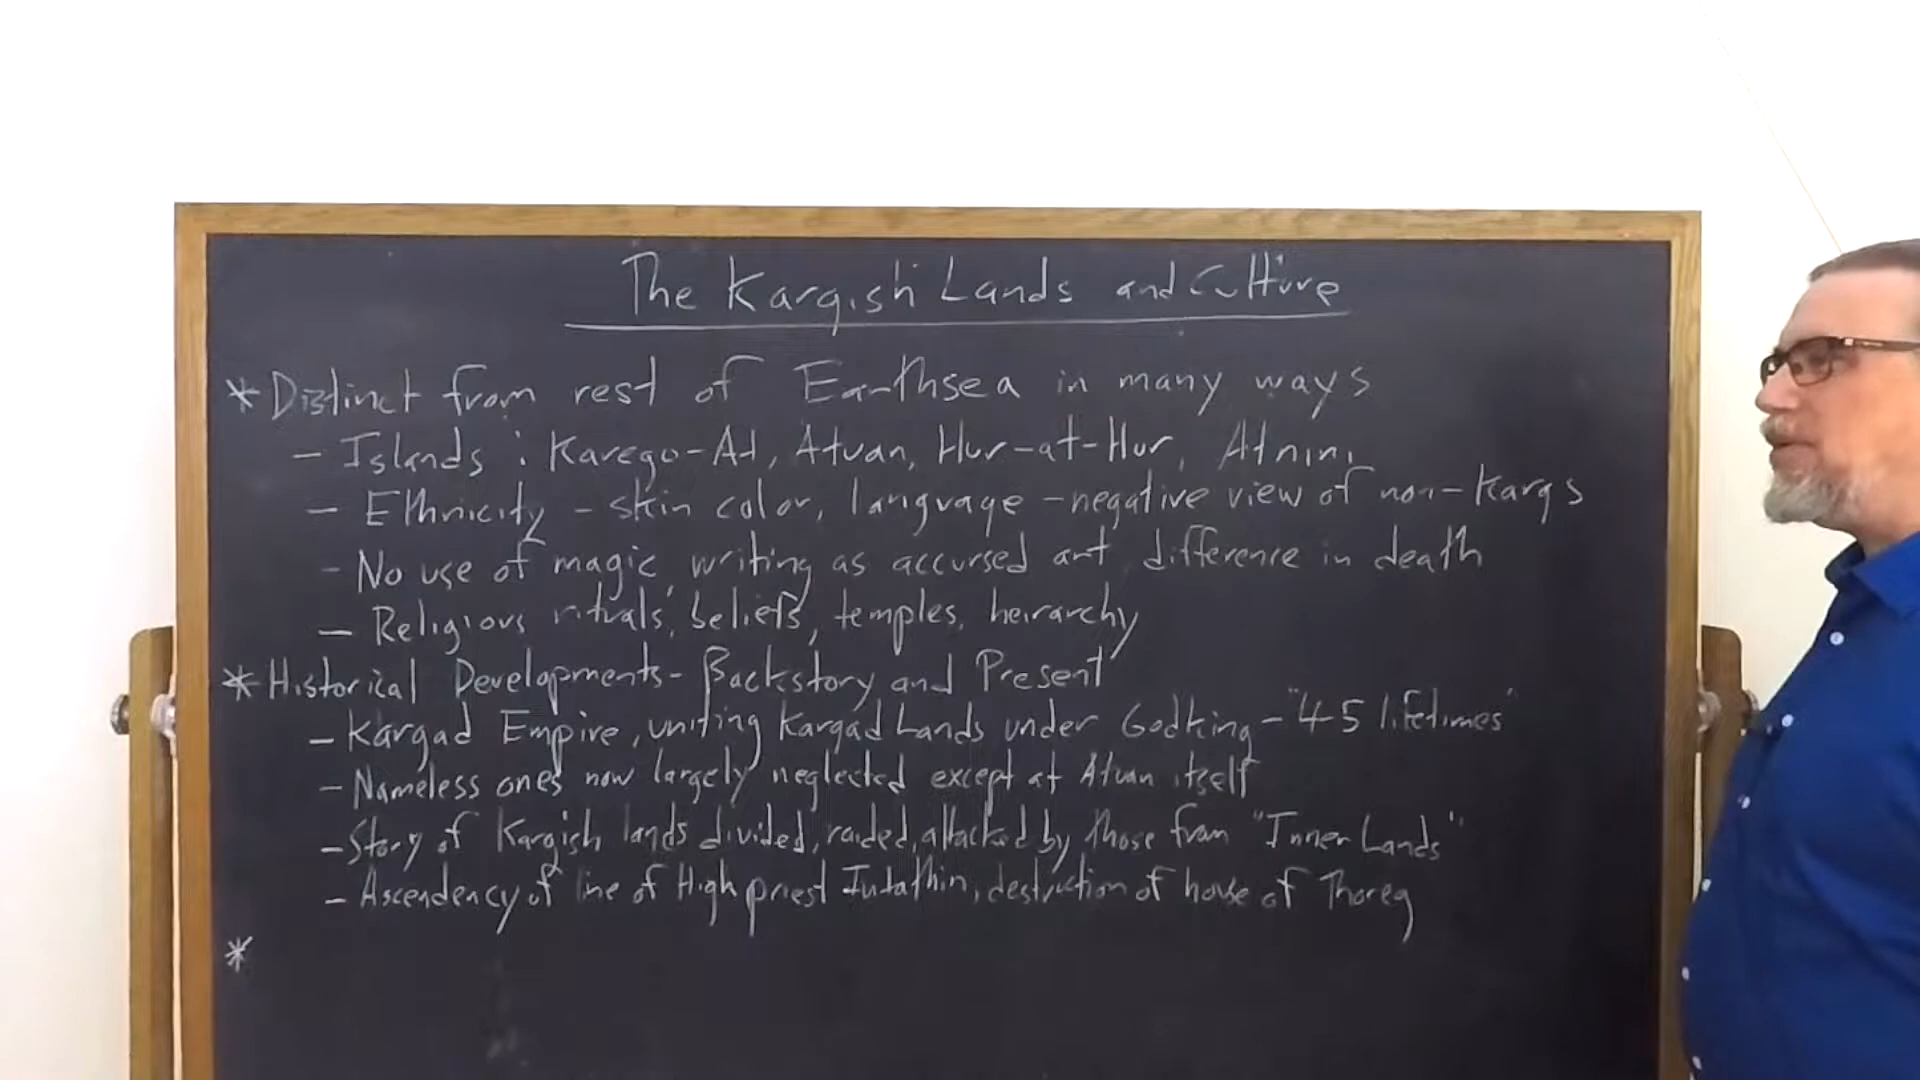 The Kargish Lands and Culture
* Distinct from rest of Earthsea in many ways
- Islands : Karego-At, Atuan, Hur-at-Hur, Atnini
- Ethnicity - skin color, language - negative view of non-Kargs
- No use of magic, writing as accursed art, difference in death
- Religious rituals, beliefs, temples, heirarchy
* Historical Developments - Backstory and Present
- Kargad Empire, uniting Kargad Lands under Godking - "4-5 lifetimes"
- Nameless ones now largely neglected except at Atuan itself
- Story of Kargish lands divided, raided, attacked by those from "Inner Lands"
- Ascendency of line of High priest Intathin, destruction of house of Thoreg
*